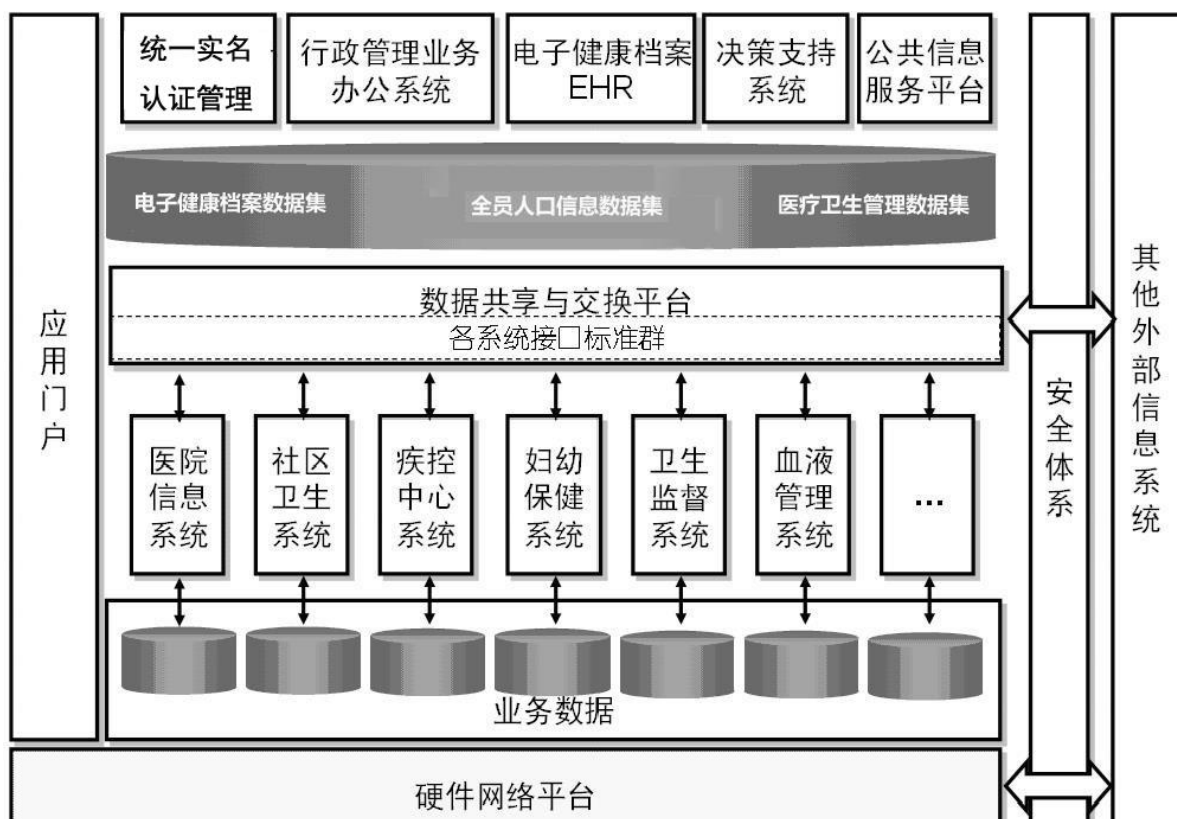 统一实名
认证管理
行政管理业务
办公系统
电子健康档案
EHR
决策支持
系统
公共信息
服务平台
电子健康档案数据集
全员人口信息数据集
医疗卫生管理数据集
数据共享与交换平台
各系统接口标准群
应用门户
医院
信息
系统
社区
卫生
系统
疾控
中心
系统
妇幼
保健
系统
卫生
监督
系统
血液
管理
系统
...
业务数据
硬件网络平台
安全体系
其他外部信息系统